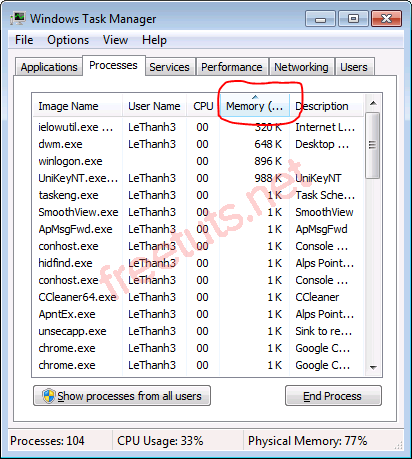 Windows Task Manager
File Options View Help
Applications Processes Services Performance Networking Users
Image Name User Name CPU Memory (... Description
ielowutil.exe ... LeThanh3 00 320 K Internet L...
dwm.exe LeThanh3 00 648 K Desktop ...
winlogon.exe 00 896 K
UniKeyNT.exe LeThanh3 00 988 K UniKeyNT
taskeng.exe LeThanh3 00 1 K Task Sche...
SmoothView.exe LeThanh3 00 1 K SmoothView
ApMsgFwd.exe LeThanh3 00 1 K ApMsgFwd
conhost.exe LeThanh3 00 1 K Console ...
hidfind.exe LeThanh3 00 1 K Alps Point...
conhost.exe LeThanh3 00 1 K Console ...
CCleaner64.exe LeThanh3 00 1 K CCleaner
ApntEx.exe LeThanh3 00 1 K Alps Point...
unsecapp.exe LeThanh3 00 1 K Sink to re...
chrome.exe LeThanh3 00 1 K Google C...
chrome.exe LeThanh3 00 1 K Google C...
freetuts.net
Show processes from all users End Process
Processes: 104 CPU Usage: 33% Physical Memory: 77%